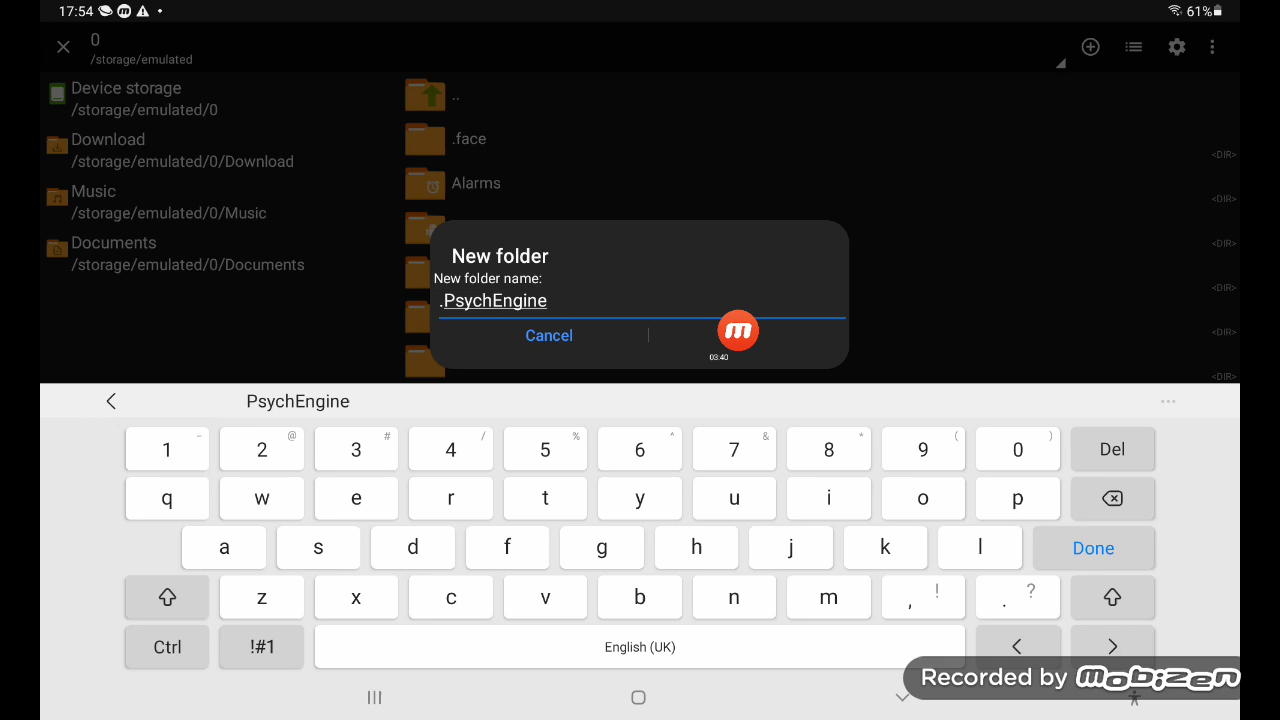 17:54
61%
0
/storage/emulated
Device storage
/storage/emulated/0
Download
/storage/emulated/0/Download
Music
/storage/emulated/0/Music
Documents
/storage/emulated/0/Documents
..
.face
<DIR>
Alarms
<DIR>
<DIR>
<DIR>
<DIR>
<DIR>
New folder
New folder name:
.PsychEngine
Cancel
m
03:40
PsychEngine
1 - 2 @ 3 # 4 / 5 % 6 ^ 7 & 8 * 9 ( 0 ) Del
q w e r t y u i o p
a s d f g h j k l Done
z x c v b n m , ! . ?
Ctrl !#1 English (UK) < >
Recorded by mobizen